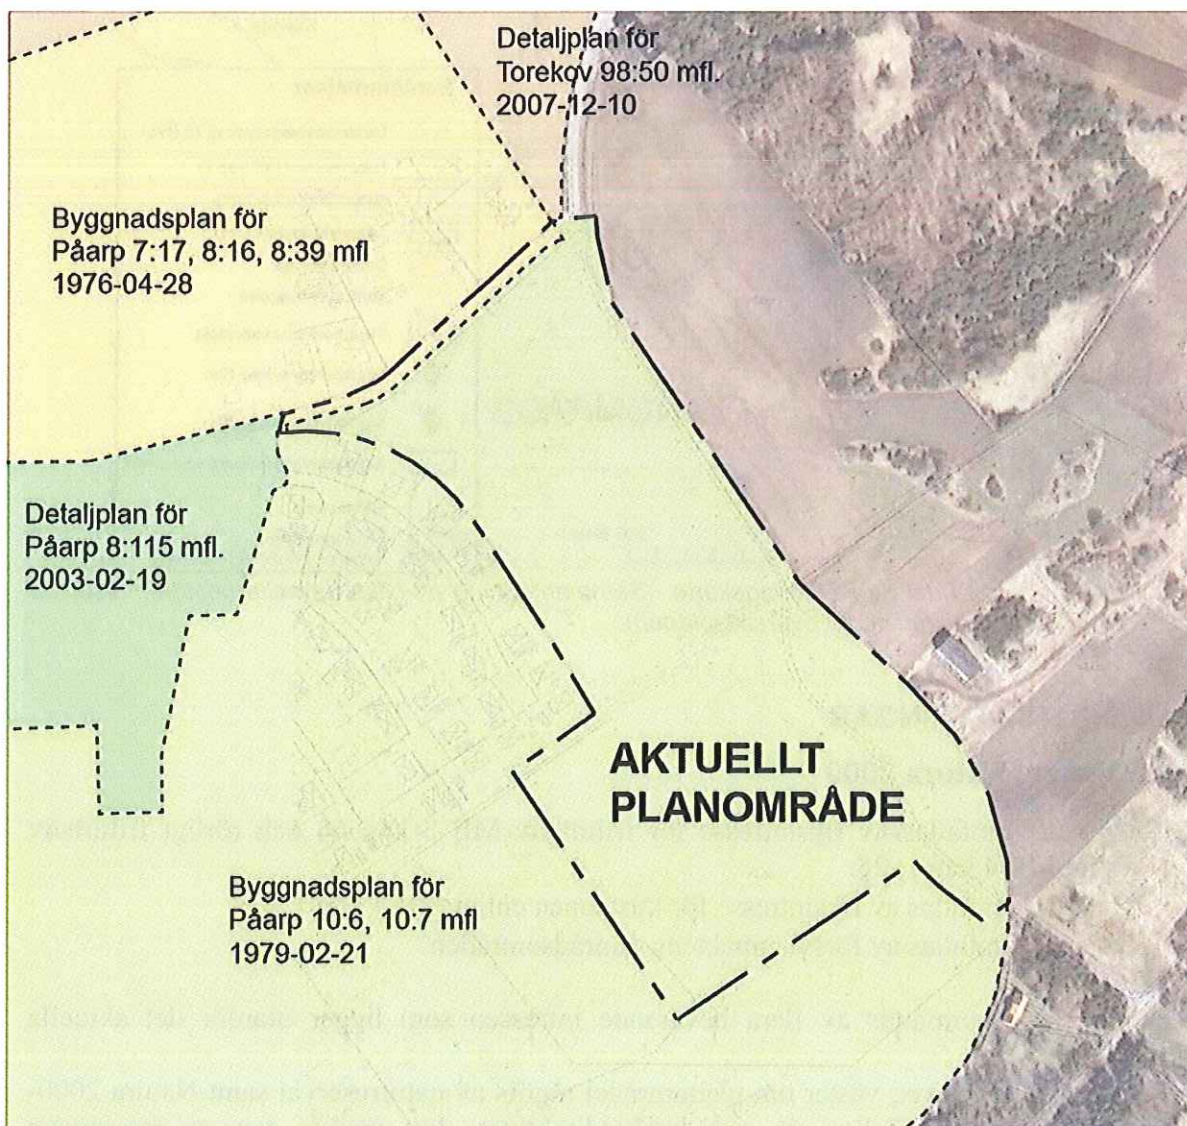 Detaljplan för
Torekov 98:50 mfl.
2007-12-10
Byggnadsplan för
Påarp 7:17, 8:16, 8:39 mfl
1976-04-28
Detaljplan för
Påarp 8:115 mfl.
2003-02-19
AKTUELLT
PLANOMRÅDE
Byggnadsplan för
Påarp 10:6, 10:7 mfl
1979-02-21